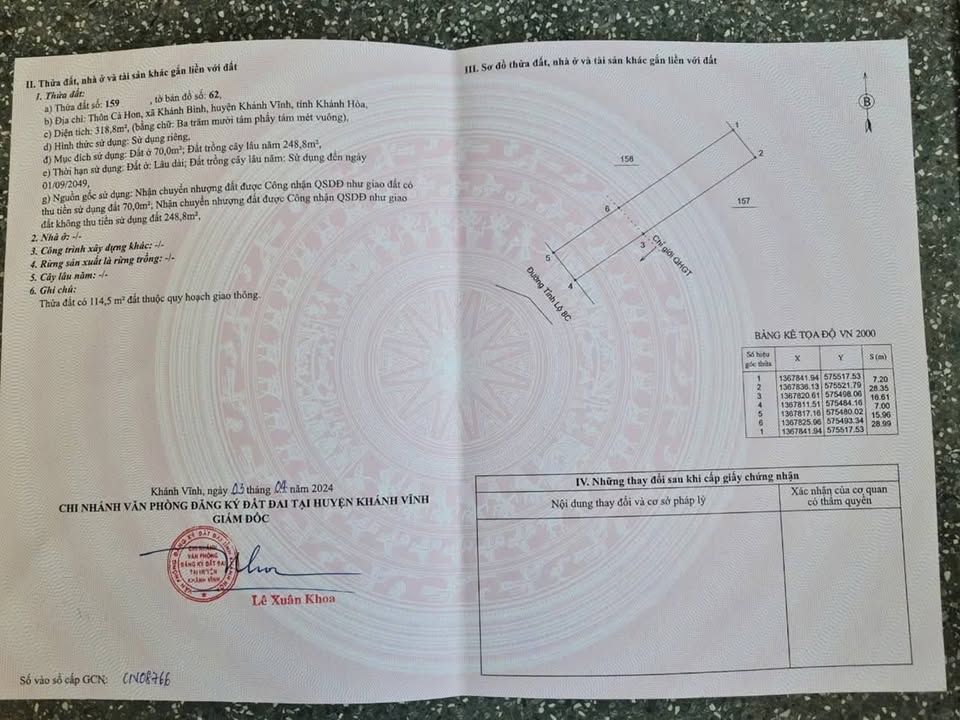 II. Thửa đất, nhà ở và tài sản khác gắn liền với đất
1. Thửa đất:
a) Thửa đất số: 159 , tờ bản đồ số: 62,
b) Địa chỉ: Thôn Cà Hon, xã Khánh Bình, huyện Khánh Vĩnh, tỉnh Khánh Hòa,
c) Diện tích: 318,8m², (bằng chữ: Ba trăm mười tám phẩy tám mét vuông),
d) Hình thức sử dụng: Sử dụng riêng,
đ) Mục đích sử dụng: Đất ở 70,0m²; Đất trồng cây lâu năm 248,8m²,
e) Thời hạn sử dụng: Đất ở: Lâu dài; Đất trồng cây lâu năm: Sử dụng đến ngày
01/09/2049,
g) Nguồn gốc sử dụng: Nhận chuyển nhượng đất được Công nhận QSDĐ như giao đất có
thu tiền sử dụng đất 70,0m²; Nhận chuyển nhượng đất được Công nhận QSDĐ như giao
đất không thu tiền sử dụng đất 248,8m²,
2. Nhà ở: -/-
3. Công trình xây dựng khác: -/-
4. Rừng sản xuất là rừng trồng: -/-
5. Cây lâu năm: -/-
6. Ghi chú:
Thửa đất có 114,5 m² đất thuộc quy hoạch giao thông.
Khánh Vĩnh, ngày 03 tháng 04 năm 2024
CHI NHÁNH VĂN PHÒNG ĐĂNG KÝ ĐẤT ĐAI TẠI HUYỆN KHÁNH VĨNH
GIÁM ĐỐC
CHI NHÁNH
VĂN PHÒNG
ĐĂNG KÝ ĐẤT ĐAI
TẠI HUYỆN
KHÁNH VĨNH
Lê Xuân Khoa
Số vào sổ cấp GCN: CN08766
III. Sơ đồ thửa đất, nhà ở và tài sản khác gắn liền với đất
B
1
2
158
157
6
3
Chỉ giới QHGT
5
4
Đường Tỉnh Lộ 8C
BẢNG KÊ TỌA ĐỘ VN 2000
Số hiệu góc thửa X Y S (m)
1 1367841.94 575517.53
7.20
2 1367836.13 575521.79
28.35
3 1367820.61 575498.06
16.61
4 1367811.51 575484.16
7.00
5 1367817.16 575480.02
15.96
6 1367825.96 575493.34
28.99
1 1367841.94 575517.53
IV. Những thay đổi sau khi cấp giấy chứng nhận
Nội dung thay đổi và cơ sở pháp lý
Xác nhận của cơ quan
có thẩm quyền